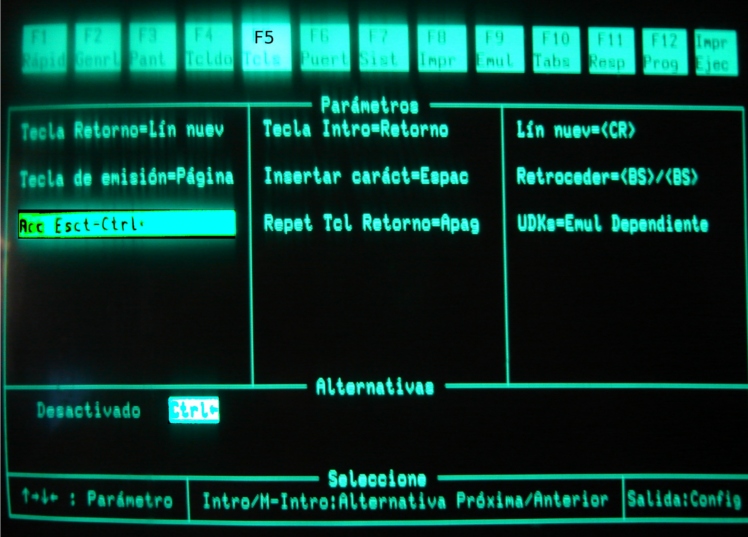 F1 F2 F3 F4 F5 F6 F7 F8 F9 F10 F11 F12 Impr
Rápid Genrl Pant Tcldo Tcls Puert Sist Impr Emul Tabs Resp Prog Ejec
Parámetros
Tecla Retorno=Lín nuev Tecla Intro=Retorno Lín nuev=<CR>
Tecla de emisión=Página Insertar caráct=Espac Retroceder=<BS>/<BS>
Acc Esct-Ctrl← Repet Tcl Retorno=Apag UDKs=Emul Dependiente
Alternativas
Desactivado Ctrl←
Seleccione
↑→↓← : Parámetro Intro/M-Intro:Alternativa Próxima/Anterior Salida:Config